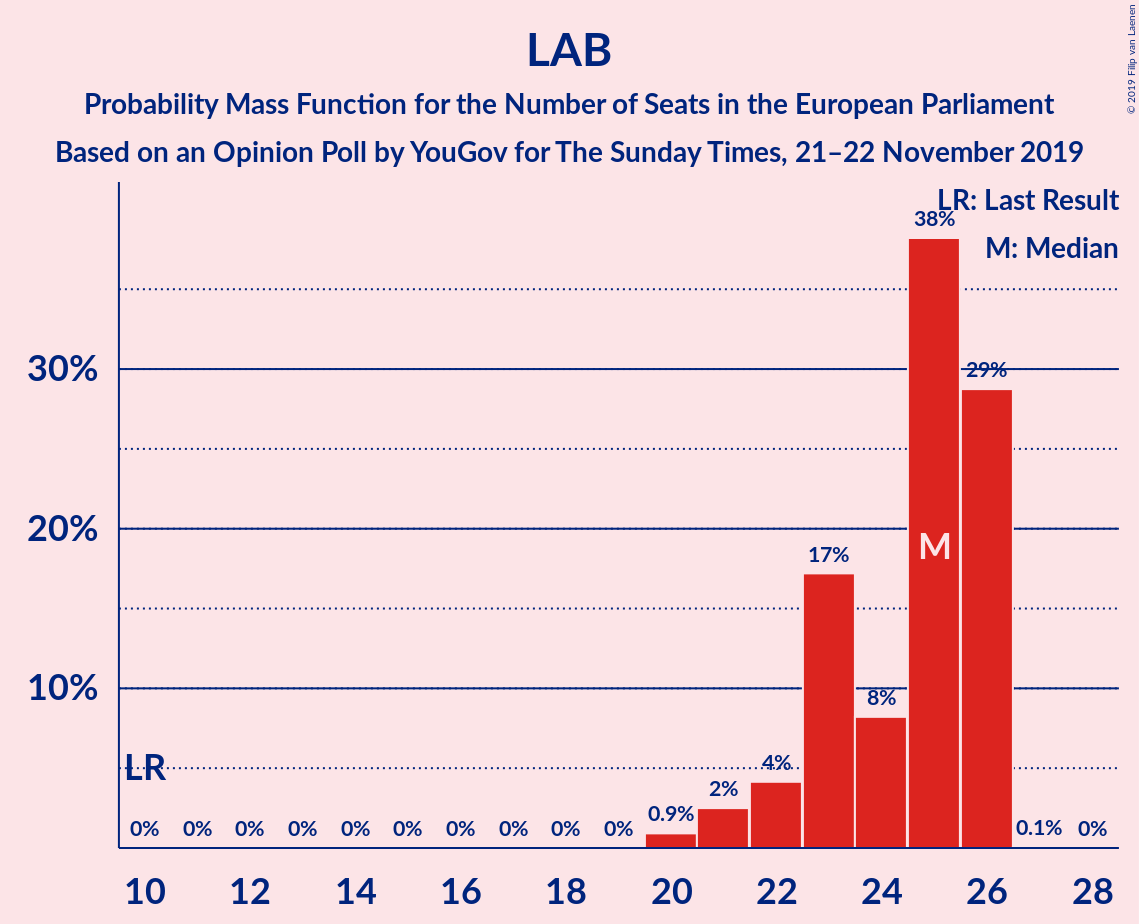 LAB
Probability Mass Function for the Number of Seats in the European Parliament
Based on an Opinion Poll by YouGov for The Sunday Times, 21–22 November 2019
© 2019 Filip van Laenen
LR: Last Result
M: Median
30%
20%
10%
LR
0% 0% 0% 0% 0% 0% 0% 0% 0% 0% 0.9% 2% 4% 17% 8% 38% 29% 0.1% 0%
M
10 12 14 16 18 20 22 24 26 28